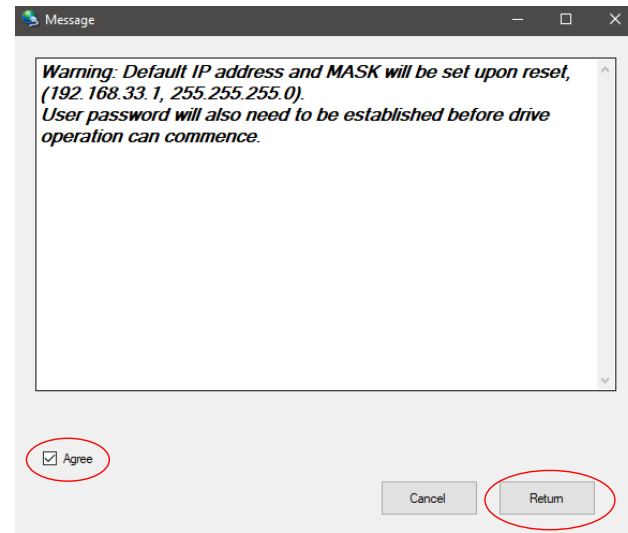 Message
Warning: Default IP address and MASK will be set upon reset,
(192.168.33.1, 255.255.255.0).
User password will also need to be established before drive
operation can commence.
Agree
Cancel
Return